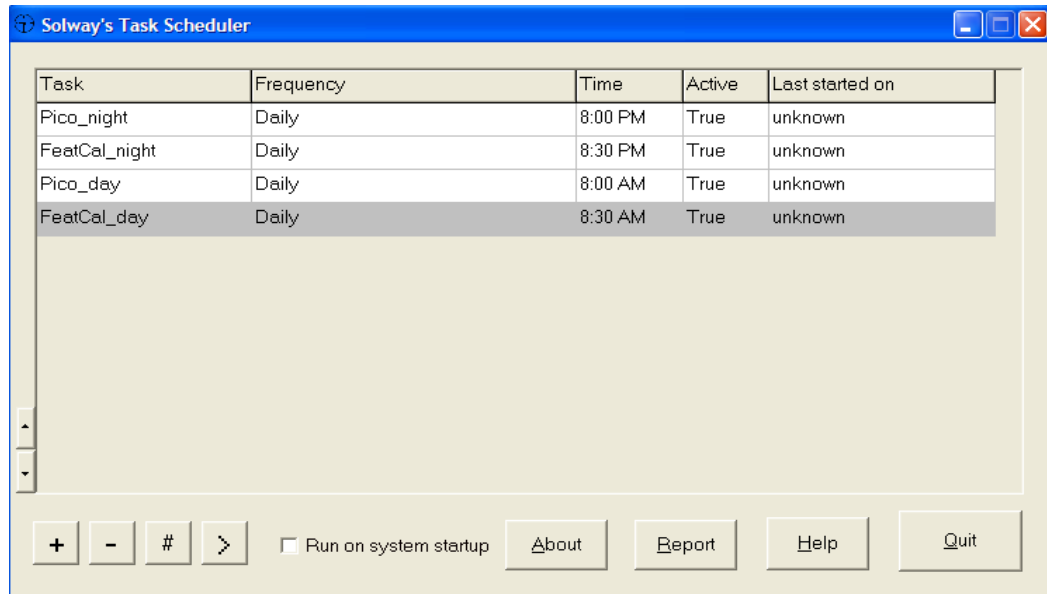 Solway's Task Scheduler
Task Frequency Time Active Last started on
Pico_night Daily 8:00 PM True unknown
FeatCal_night Daily 8:30 PM True unknown
Pico_day Daily 8:00 AM True unknown
FeatCal_day Daily 8:30 AM True unknown
+ - # > Run on system startup About Report Help Quit